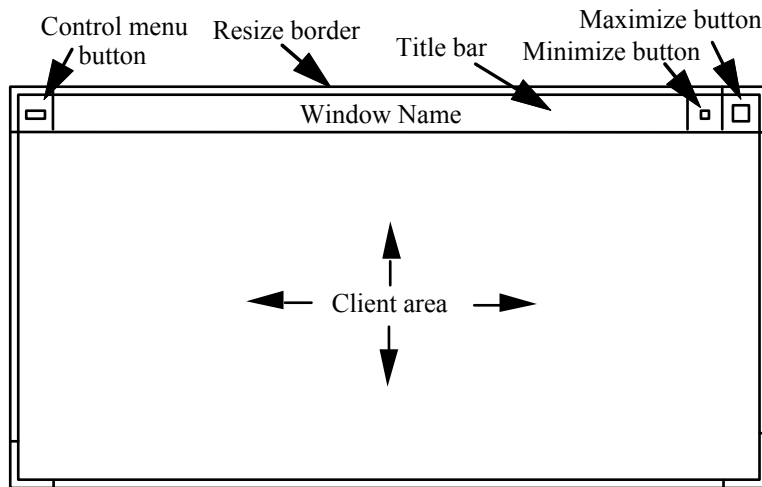 Control menu
button
Resize border
Title bar
Maximize button
Minimize button
Window Name
Client area